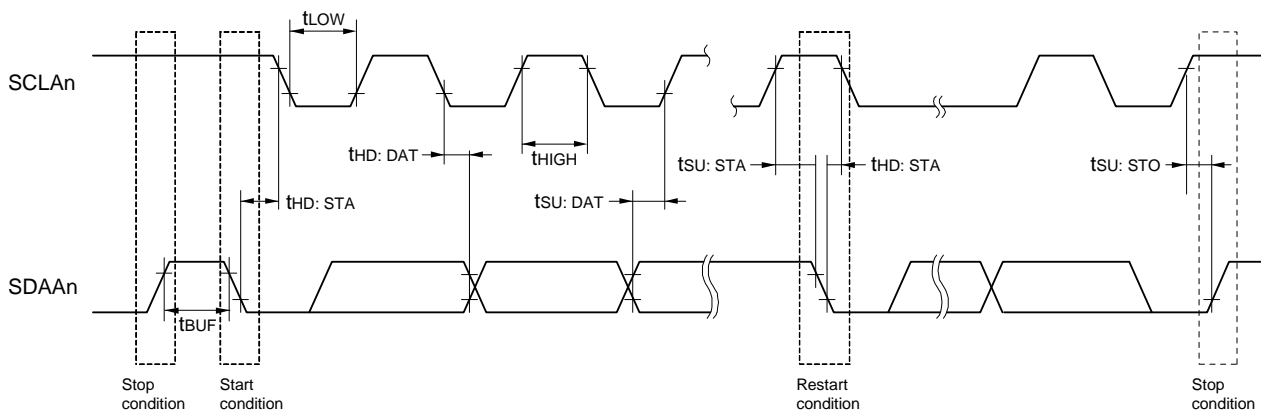 tLOW
SCLAn
tHD: DAT
tHIGH
tSU: STA
tHD: STA
tSU: STO
tHD: STA
tSU: DAT
SDAAn
tBUF
Stop
condition
Start
condition
Restart
condition
Stop
condition